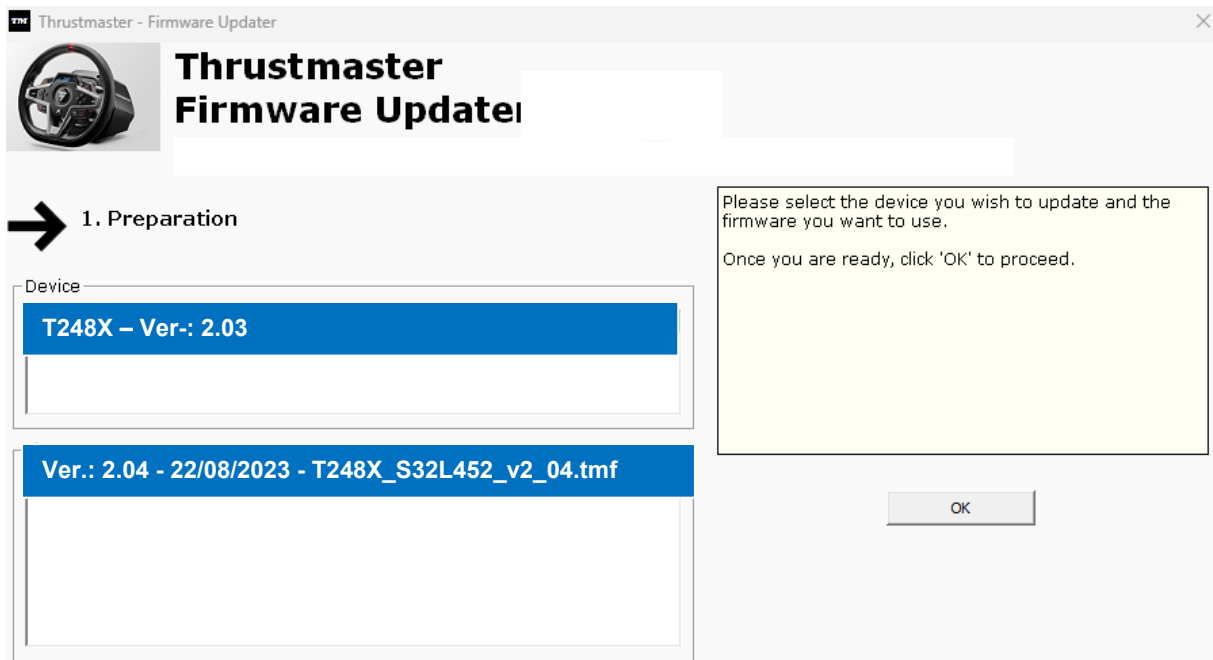 TM Thrustmaster - Firmware Updater
Thrustmaster
Firmware Updater
1. Preparation
Please select the device you wish to update and the
firmware you want to use.
Once you are ready, click 'OK' to proceed.
Device
T248X – Ver-: 2.03
Ver.: 2.04 - 22/08/2023 - T248X_S32L452_v2_04.tmf
OK